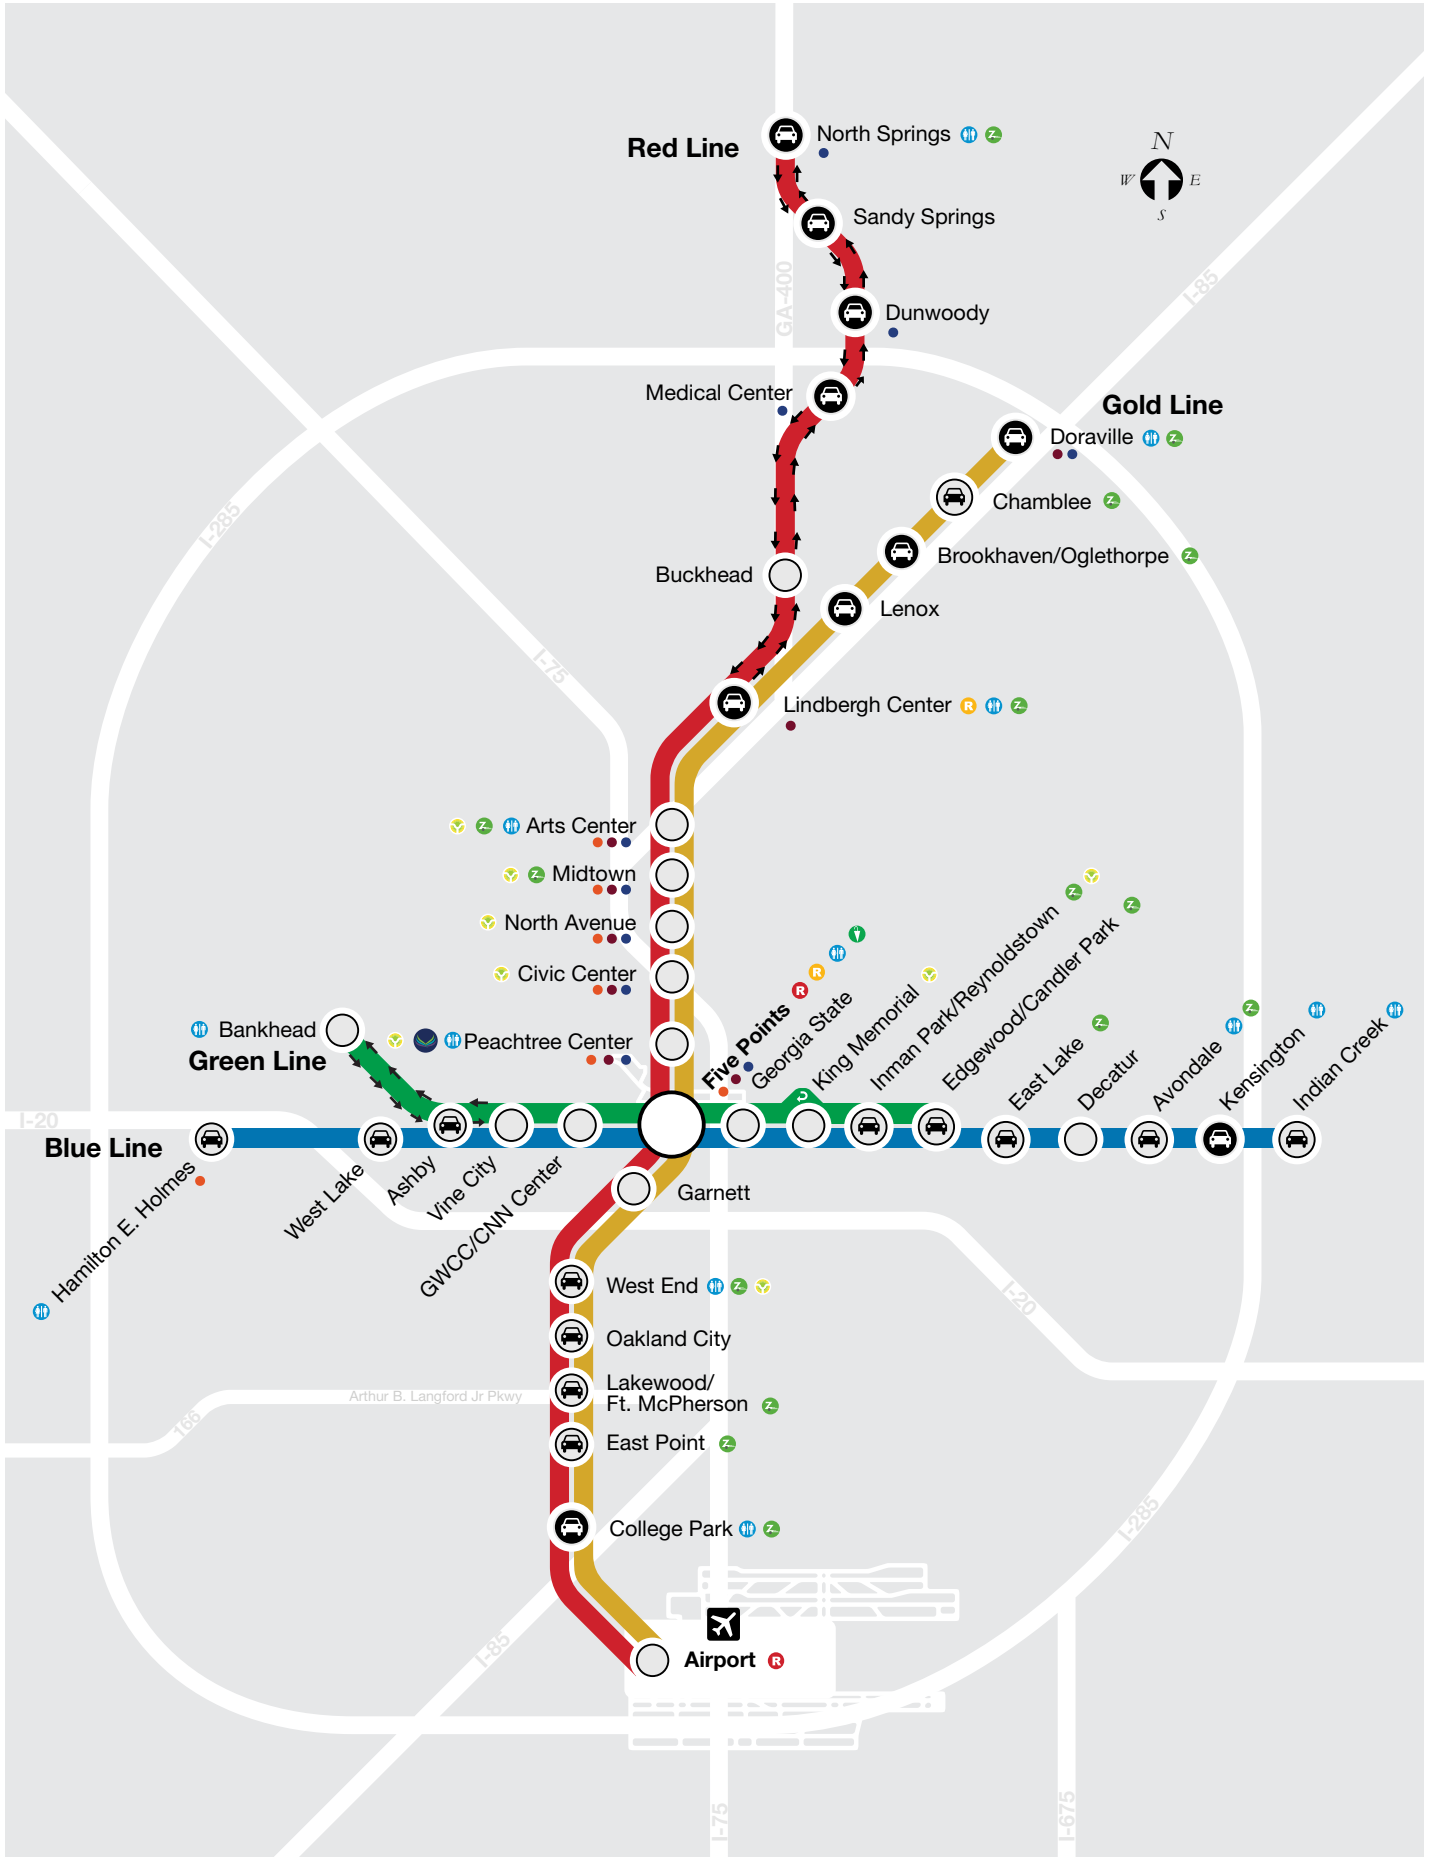 North Springs
Red Line
N
W
E
S
Sandy Springs
GA-400
I-85
Dunwoody
Medical Center
Gold Line
Doraville
Chamblee
I-285
Brookhaven/Oglethorpe
Buckhead
Lenox
I-75
Lindbergh Center
R
Arts Center
Midtown
North Avenue
Civic Center
Peachtree Center
Bankhead
Green Line
Five Points
R
R
Georgia State
King Memorial
Inman Park/Reynoldstown
Edgewood/Candler Park
East Lake
Decatur
Avondale
Kensington
Indian Creek
I-20
Blue Line
Hamilton E. Holmes
West Lake
Ashby
Vine City
GWCC/CNN Center
Garnett
West End
I-20
Oakland City
Lakewood/
Ft. McPherson
Arthur B. Langford Jr Pkwy
166
East Point
College Park
I-285
I-85
Airport
R
I-75
I-675